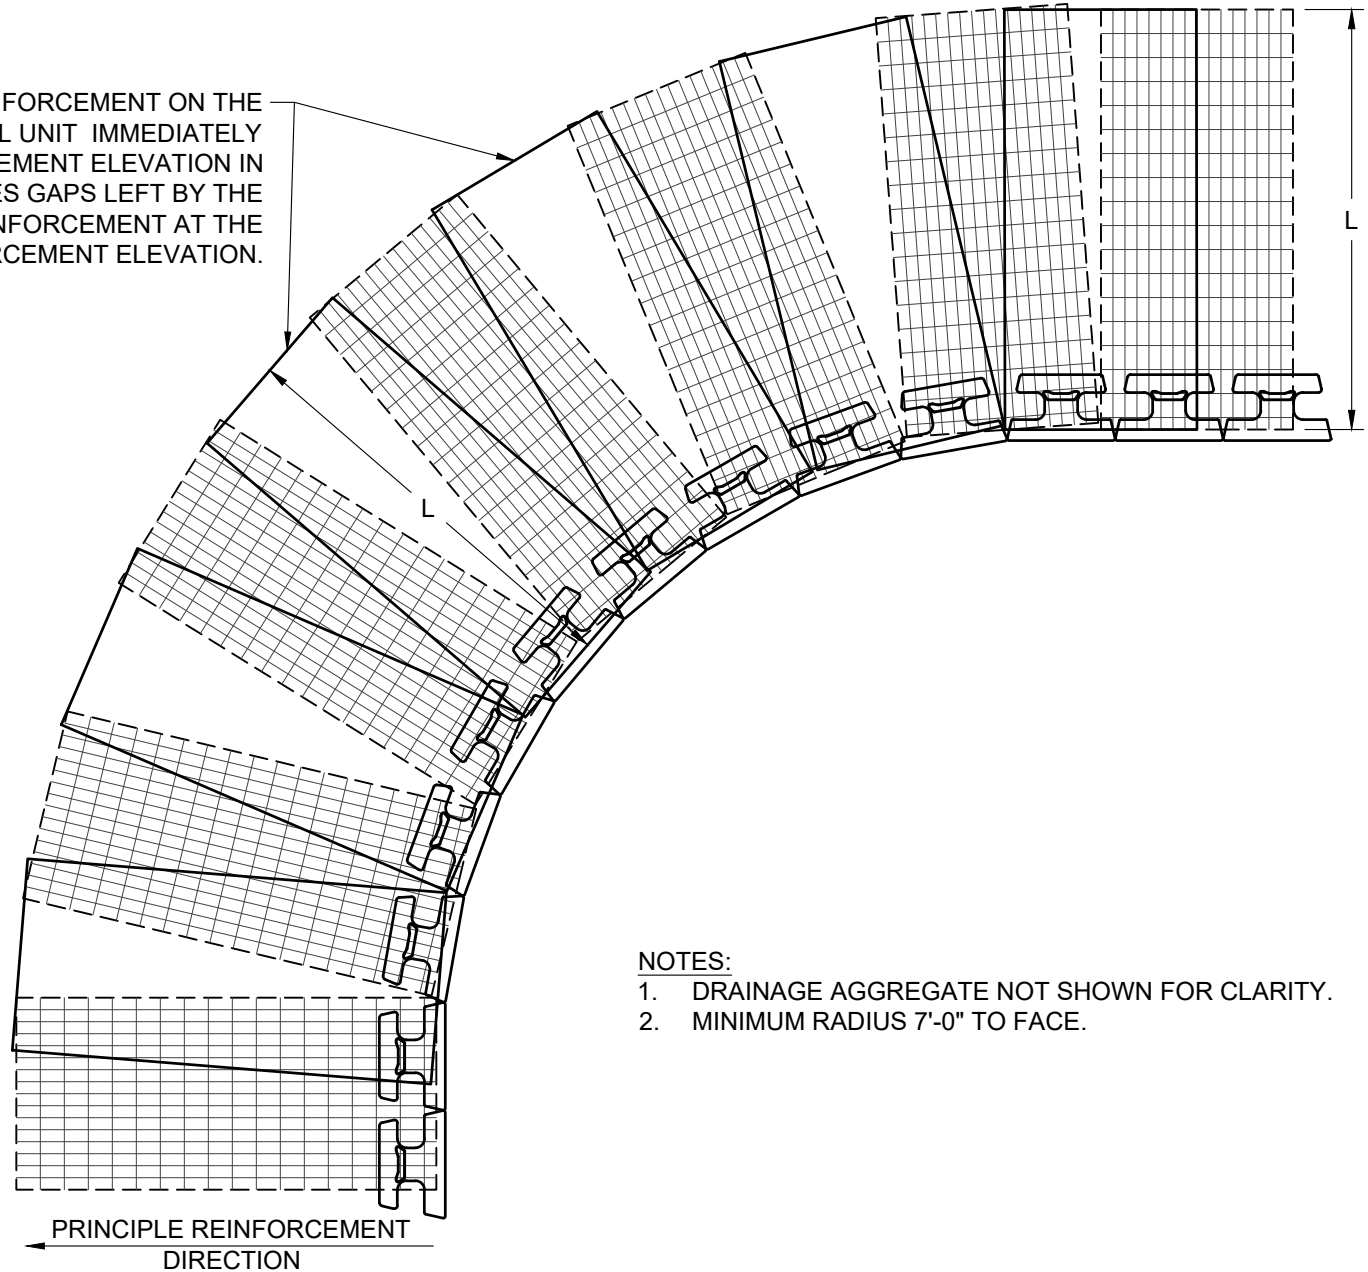 FORCEMENT ON THE
L UNIT IMMEDIATELY
EMENT ELEVATION IN
ES GAPS LEFT BY THE
NFORCEMENT AT THE
RCEMENT ELEVATION.
L
L
NOTES:
1. DRAINAGE AGGREGATE NOT SHOWN FOR CLARITY.
2. MINIMUM RADIUS 7'-0" TO FACE.
PRINCIPLE REINFORCEMENT
DIRECTION